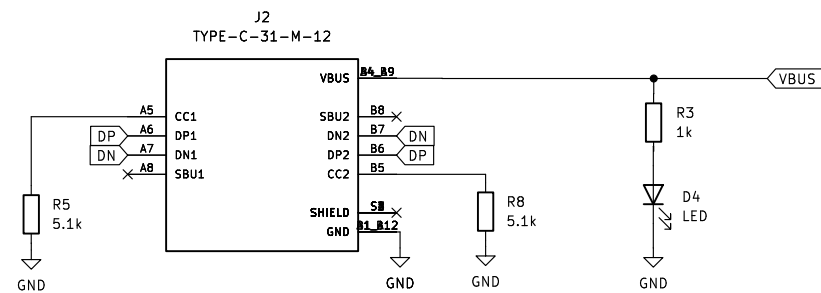 J2
TYPE-C-31-M-12
VBUS
VBUS
A5
CC1
SBU2
B8
R3
1k
DP
A6
DP1
DN2
B7
DN
DN
A7
DN1
DP2
B6
DP
A8
SBU1
CC2
B5
R5
5.1k
R8
5.1k
D4
LED
SHIELD
GND
GND
GND
GND
GND